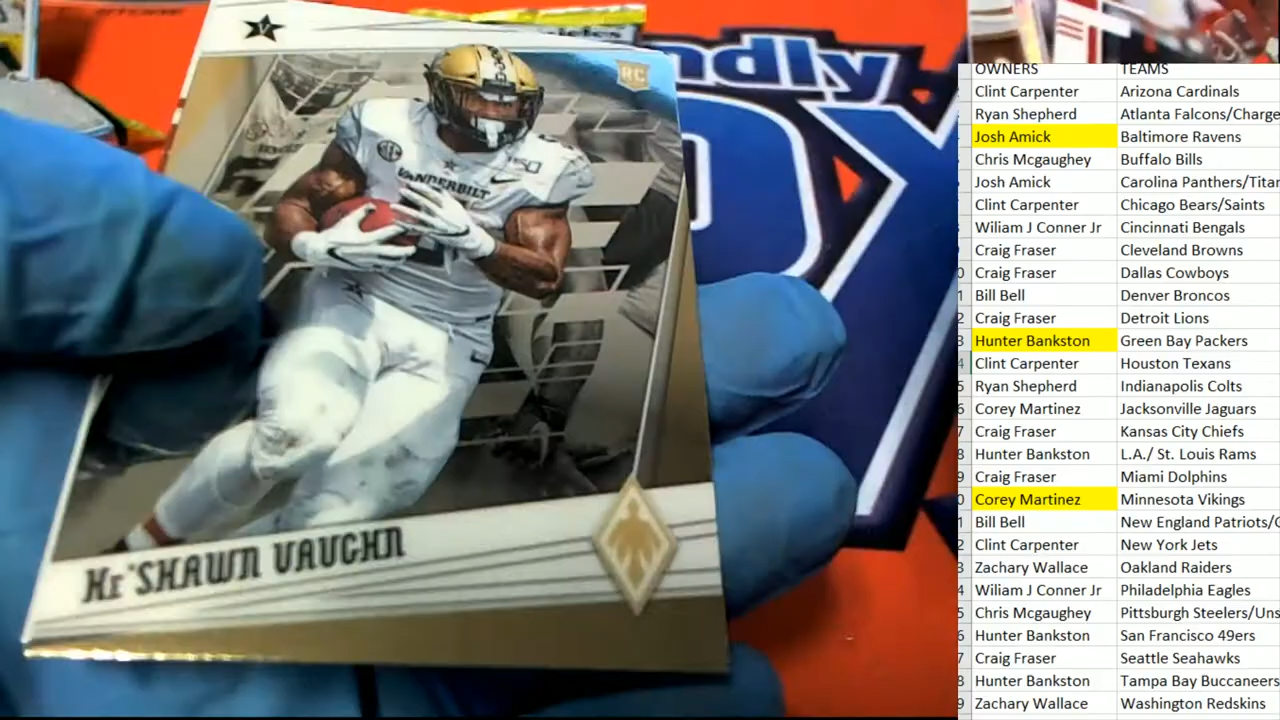 V
RC
SEC
150
VANDERBILT
KE'SHAWN VAUGHN
ndly
OWNERS TEAMS
Clint Carpenter Arizona Cardinals
Ryan Shepherd Atlanta Falcons/Charge
Josh Amick Baltimore Ravens
Chris Mcgaughey Buffalo Bills
Josh Amick Carolina Panthers/Titar
Clint Carpenter Chicago Bears/Saints
Wiliam J Conner Jr Cincinnati Bengals
Craig Fraser Cleveland Browns
Craig Fraser Dallas Cowboys
Bill Bell Denver Broncos
Craig Fraser Detroit Lions
Hunter Bankston Green Bay Packers
Clint Carpenter Houston Texans
Ryan Shepherd Indianapolis Colts
Corey Martinez Jacksonville Jaguars
Craig Fraser Kansas City Chiefs
Hunter Bankston L.A./ St. Louis Rams
Craig Fraser Miami Dolphins
Corey Martinez Minnesota Vikings
Bill Bell New England Patriots/C
Clint Carpenter New York Jets
Zachary Wallace Oakland Raiders
Wiliam J Conner Jr Philadelphia Eagles
Chris Mcgaughey Pittsburgh Steelers/Uns
Hunter Bankston San Francisco 49ers
Craig Fraser Seattle Seahawks
Hunter Bankston Tampa Bay Buccaneers
Zachary Wallace Washington Redskins